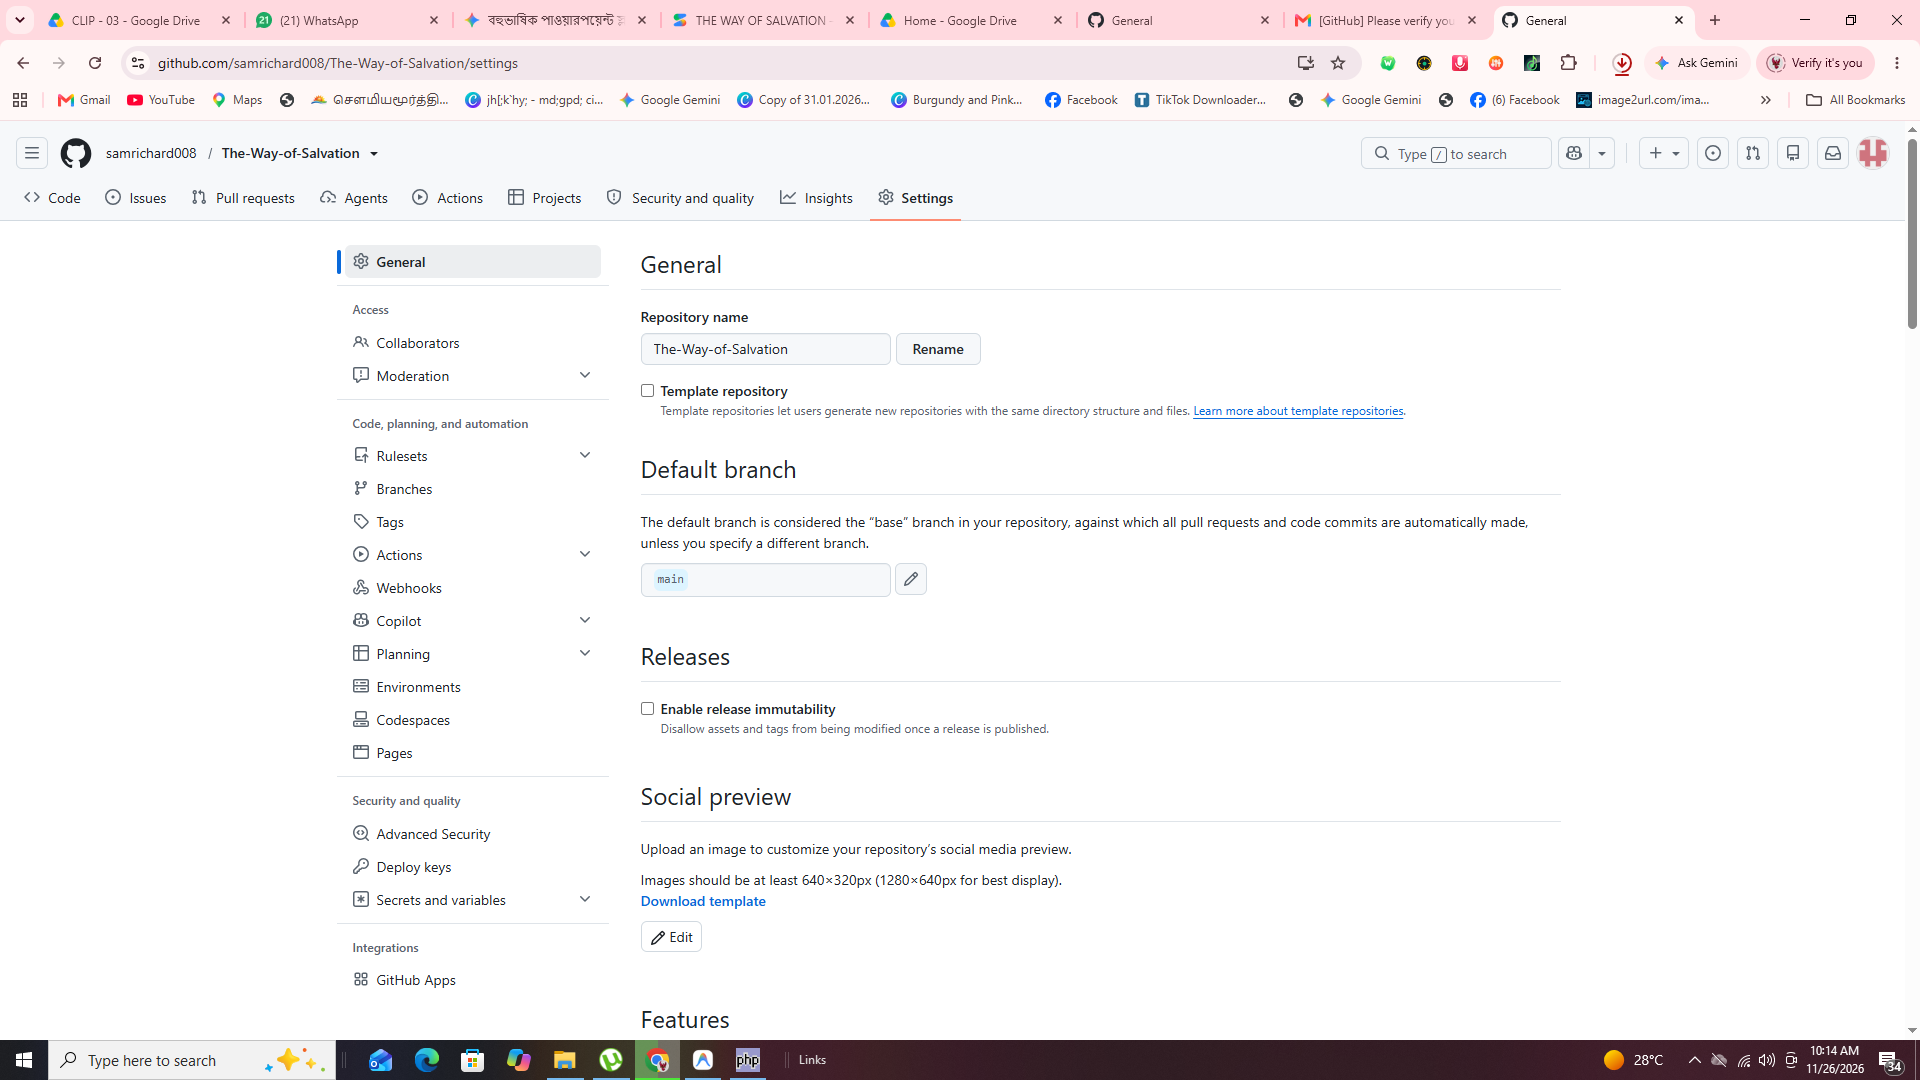 CLIP - 03 - Google Drive
(21) WhatsApp
বহুভাষিক পাওয়ারপয়েন্ট
THE WAY OF SALVATION -
Home - Google Drive
General
[GitHub] Please verify you
General
github.com/samrichard008/The-Way-of-Salvation/settings
Ask Gemini
Verify it's you
Gmail
YouTube
Maps
சௌமியமூர்த்தி...
jh[;k`hy; - md;gpd; ci...
Google Gemini
Copy of 31.01.2026...
Burgundy and Pink...
Facebook
TikTok Downloader...
Google Gemini
(6) Facebook
image2url.com/ima...
All Bookmarks
samrichard008 / The-Way-of-Salvation
Type / to search
Code
Issues
Pull requests
Agents
Actions
Projects
Security and quality
Insights
Settings
General
Access
Collaborators
Moderation
Code, planning, and automation
Rulesets
Branches
Tags
Actions
Webhooks
Copilot
Planning
Environments
Codespaces
Pages
Security and quality
Advanced Security
Deploy keys
Secrets and variables
Integrations
GitHub Apps
General
Repository name
The-Way-of-Salvation
Rename
Template repository
Template repositories let users generate new repositories with the same directory structure and files. Learn more about template repositories.
Default branch
The default branch is considered the “base” branch in your repository, against which all pull requests and code commits are automatically made,
unless you specify a different branch.
main
Releases
Enable release immutability
Disallow assets and tags from being modified once a release is published.
Social preview
Upload an image to customize your repository’s social media preview.
Images should be at least 640×320px (1280×640px for best display).
Download template
Edit
Features
Type here to search
php
Links
28°C
10:14 AM
11/26/2026
34